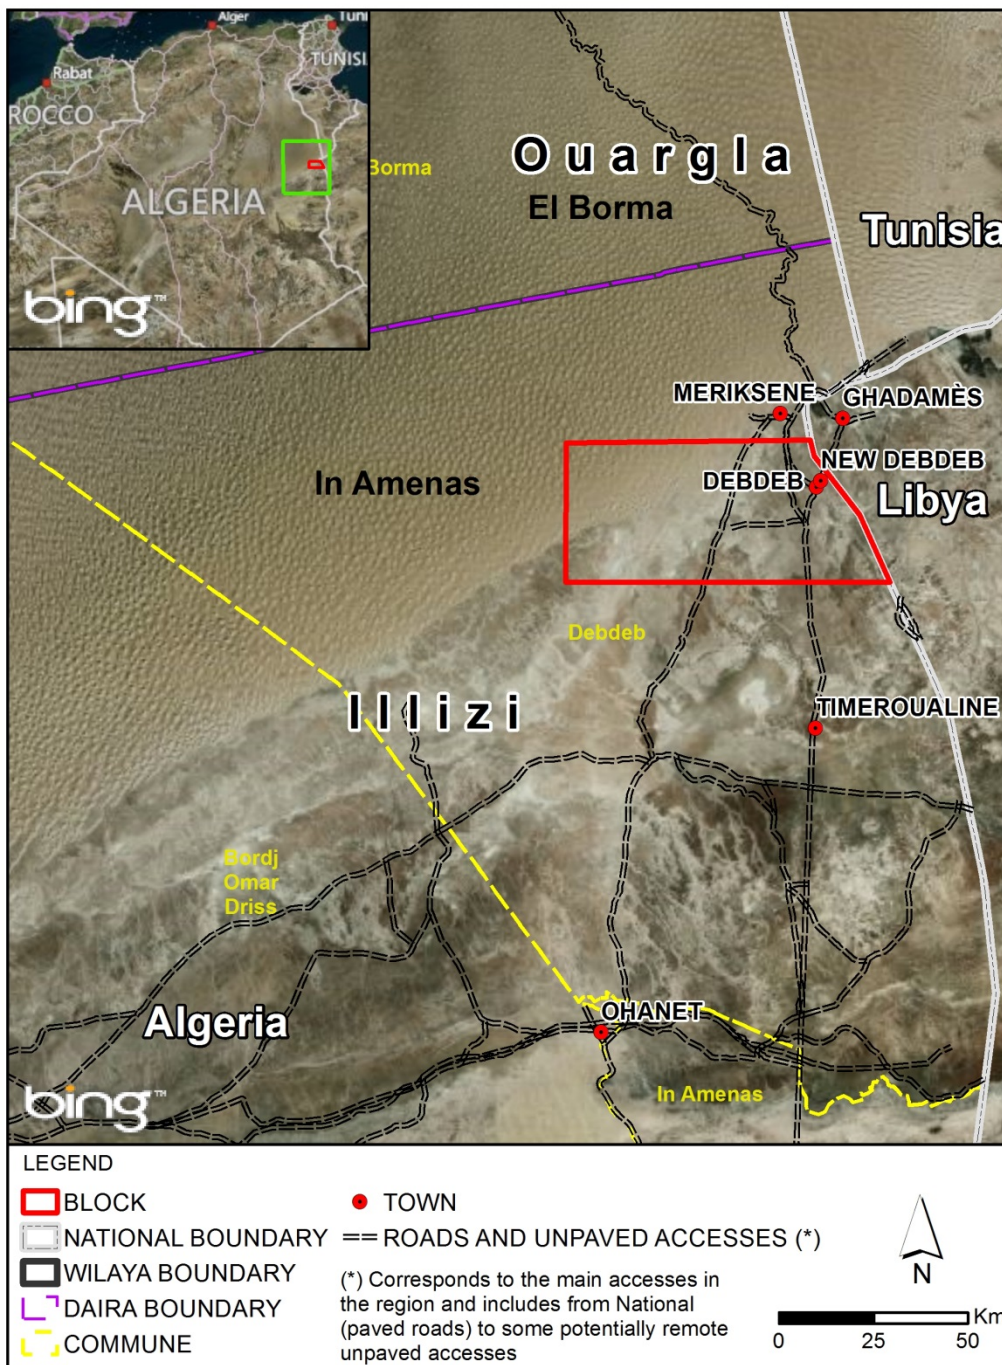 Alger
Tuni
Rabat
TUNISI
ROCCO
ALGERIA
bing™
Borma
Ouargla
El Borma
Tunisia
MERIKSENE
GHADAMÈS
In Amenas
NEW DEBDEB
DEBDEB
Libya
Debdeb
Illizi
TIMEROUALINE
Bordj
Omar
Driss
Algeria
OHANET
bing™
In Amenas
LEGEND
BLOCK
NATIONAL BOUNDARY
WILAYA BOUNDARY
DAIRA BOUNDARY
COMMUNE
TOWN
ROADS AND UNPAVED ACCESSES (*)
(*) Corresponds to the main accesses in
the region and includes from National
(paved roads) to some potentially remote
unpaved accesses
N
Km
0 25 50